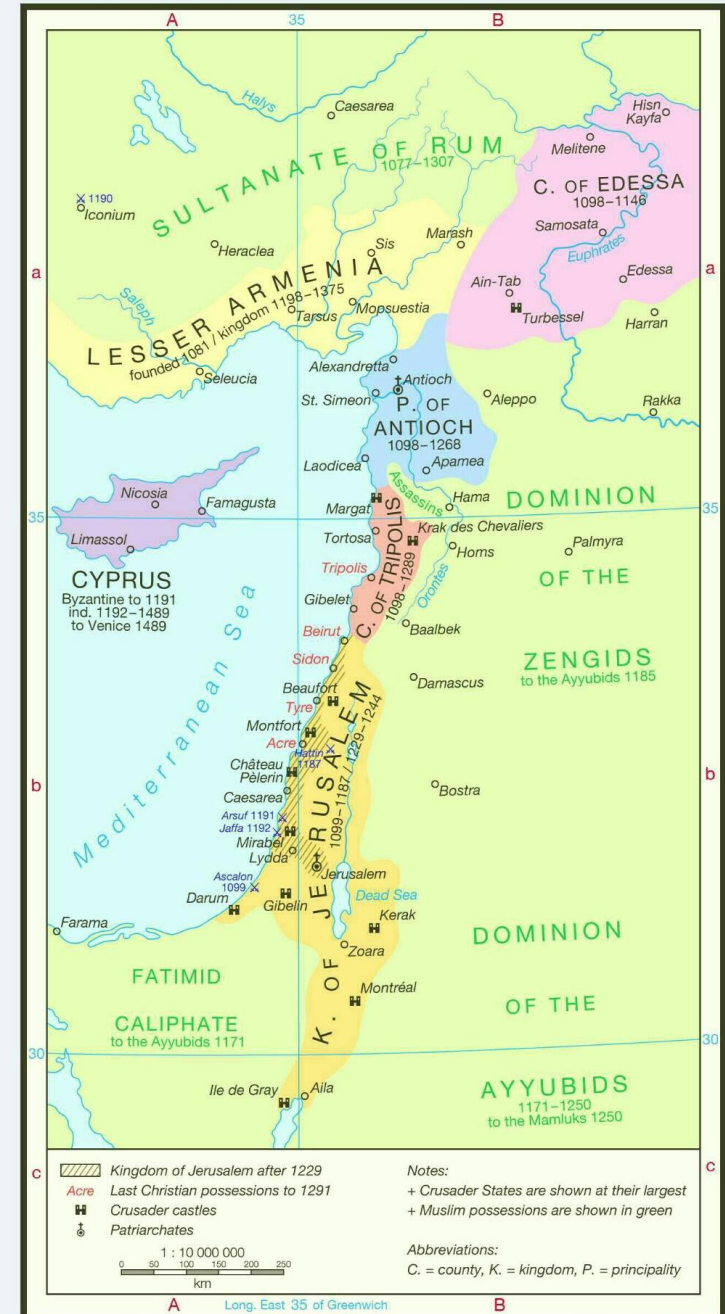 A
35
B
Halys
Caesarea
Hisn
Kayfa
Melitene
SULTANATE OF RUM
1077-1307
C. OF EDESSA
1098-1146
1190
Iconium
Samosata
Marash
Sis
Heraclea
Euphrates
a
a
LESSER ARMENIA
founded 1081 / kingdom 1198-1375
Saleph
Ain-Tab
Edessa
Turbessel
Harran
Tarsus
Mopsuestia
Seleucia
Alexandretta
Antioch
St. Simeon
P. OF
ANTIOCH
1098-1268
Aleppo
Rakka
Laodicea
Apamea
Assassins
Nicosia
Famagusta
Limassol
Margat
Hama
DOMINION
35
35
Tortosa
Krak des Chevaliers
Homs
Palmyra
CYPRUS
Byzantine to 1191
ind. 1192-1489
to Venice 1489
Tripolis
C. OF TRIPOLIS
1098-1289
Orontes
OF THE
Gibelet
Baalbek
Beirut
ZENGIDS
to the Ayyubids 1185
Sidon
Damascus
Beaufort
Tyre
Mediterranean Sea
Montfort
Acre
Hattin
1187
Château
Pèlerin
K. OF JERUSALEM
1099-1187 / 1229-1244
b
b
Caesarea
Bostra
Arsuf 1191
Jaffa 1192
Mirabel
Lydda
Jerusalem
Ascalon
1099
Dead Sea
Darum
Gibelin
Kerak
Farama
Zoara
DOMINION
FATIMID
Montréal
OF THE
CALIPHATE
to the Ayyubids 1171
30
30
Ile de Gray
Aila
AYYUBIDS
1171-1250
to the Mamluks 1250
c
c
Kingdom of Jerusalem after 1229
Acre Last Christian possessions to 1291
Crusader castles
Patriarchates
1 : 10 000 000
0 50 100 150 200 250
km
Notes:
+ Crusader States are shown at their largest
+ Muslim possessions are shown in green
Abbreviations:
C. = county, K. = kingdom, P. = principality
A
Long. East 35 of Greenwich
B